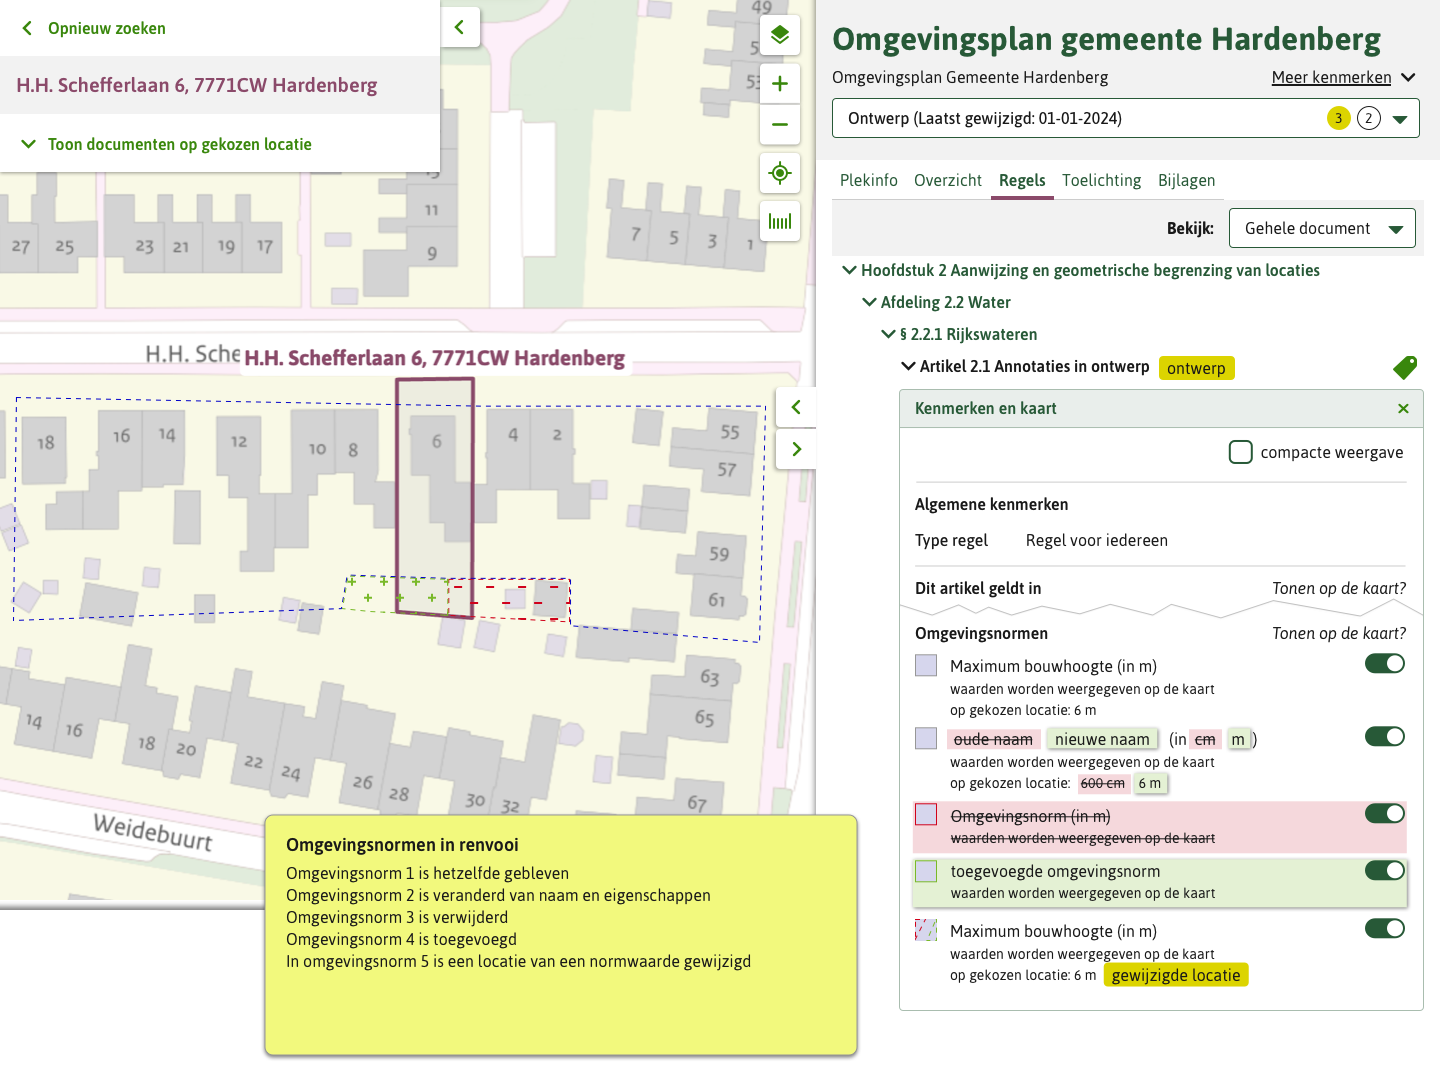 Opnieuw zoeken
H.H. Schefferlaan 6, 7771CW Hardenberg
Toon documenten op gekozen locatie
49
53
11
9
27
25
23
21
19
17
7
5
3
1
H.H. Sche
H.H. Schefferlaan 6, 7771CW Hardenberg
18
16
14
12
10
8
6
4
2
55
57
59
61
63
65
67
14
16
18
20
22
24
26
28
30
32
Weidebuurt
Omgevingsnormen in renvooi
Omgevingsnorm 1 is hetzelfde gebleven
Omgevingsnorm 2 is veranderd van naam en eigenschappen
Omgevingsnorm 3 is verwijderd
Omgevingsnorm 4 is toegevoegd
In omgevingsnorm 5 is een locatie van een normwaarde gewijzigd
Omgevingsplan gemeente Hardenberg
Omgevingsplan Gemeente Hardenberg Meer kenmerken
Ontwerp (Laatst gewijzigd: 01-01-2024) 3 2
Plekinfo Overzicht Regels Toelichting Bijlagen
Bekijk: Gehele document
Hoofdstuk 2 Aanwijzing en geometrische begrenzing van locaties
Afdeling 2.2 Water
§ 2.2.1 Rijkswateren
Artikel 2.1 Annotaties in ontwerp ontwerp
Kenmerken en kaart
compacte weergave
Algemene kenmerken
Type regel Regel voor iedereen
Dit artikel geldt in Tonen op de kaart?
Omgevingsnormen Tonen op de kaart?
Maximum bouwhoogte (in m)
waarden worden weergegeven op de kaart
op gekozen locatie: 6 m
oude naam nieuwe naam (in cm m )
waarden worden weergegeven op de kaart
op gekozen locatie: 600 cm 6 m
Omgevingsnorm (in m)
waarden worden weergegeven op de kaart
toegevoegde omgevingsnorm
waarden worden weergegeven op de kaart
Maximum bouwhoogte (in m)
waarden worden weergegeven op de kaart
op gekozen locatie: 6 m gewijzigde locatie